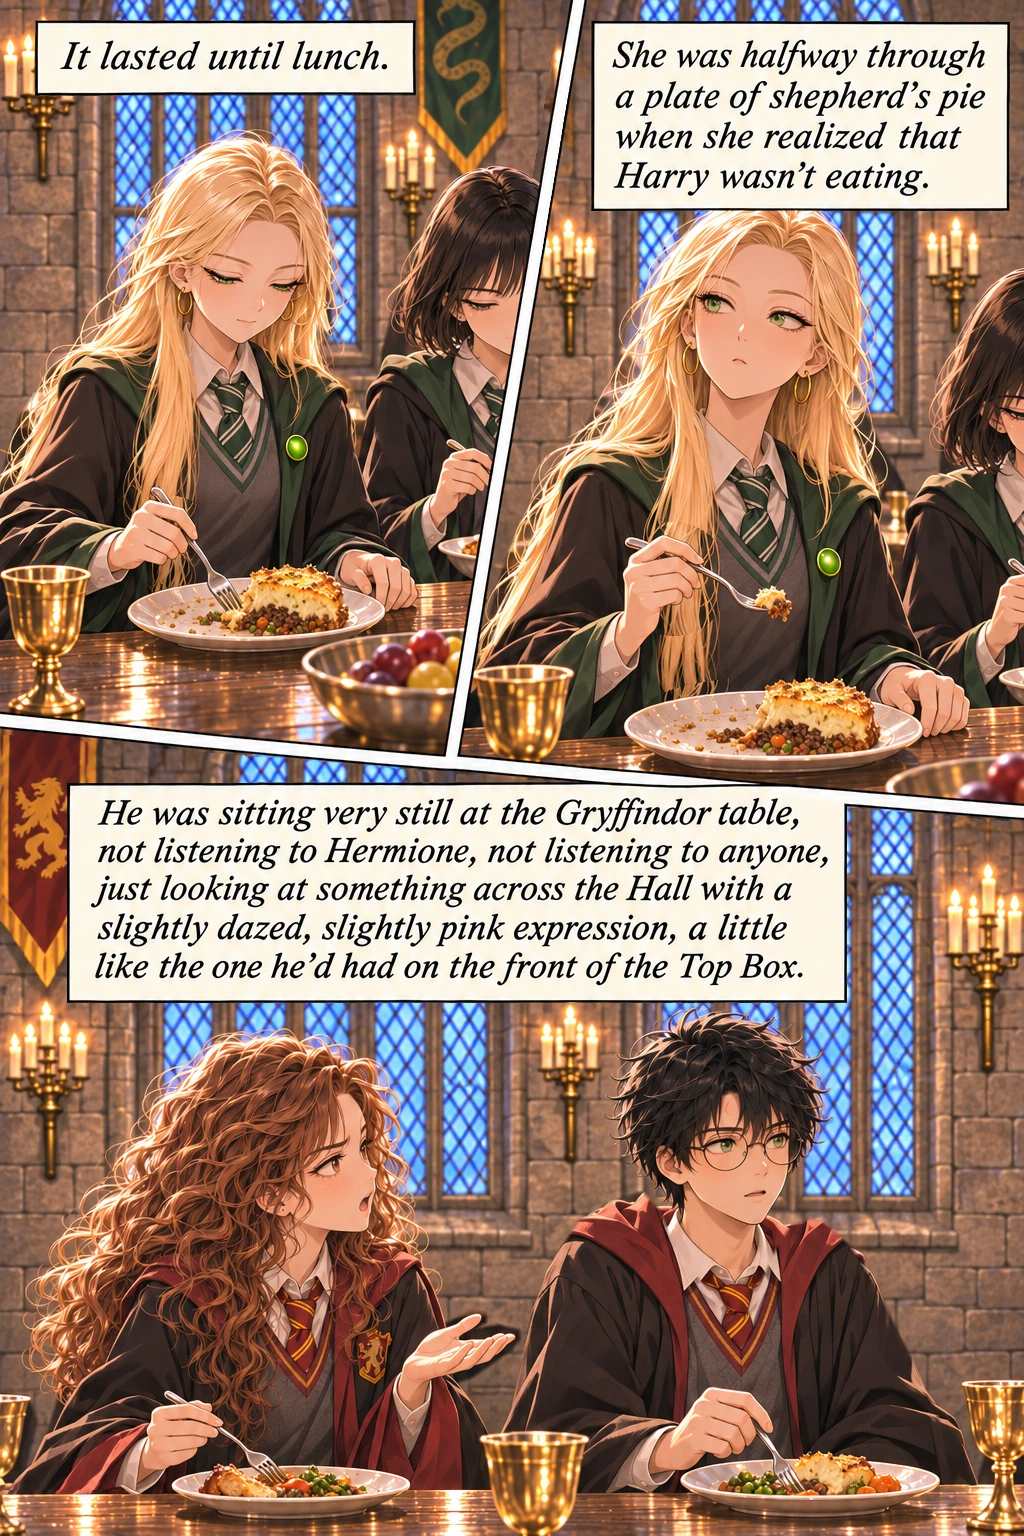 It lasted until lunch.
She was halfway through
a plate of shepherd's pie
when she realized that
Harry wasn't eating.
He was sitting very still at the Gryffindor table,
not listening to Hermione, not listening to anyone,
just looking at something across the Hall with a
slightly dazed, slightly pink expression, a little
like the one he'd had on the front of the Top Box.